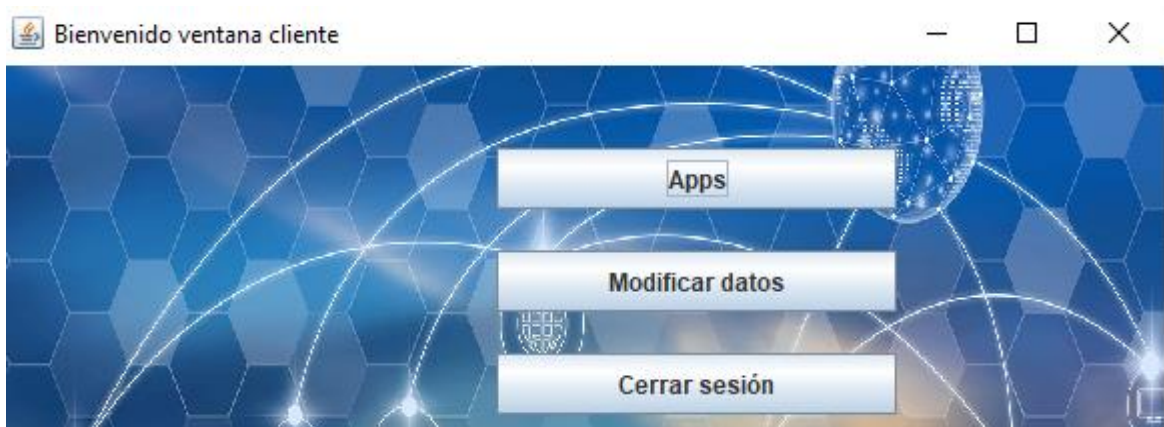 Bienvenido ventana cliente
Apps
Modificar datos
Cerrar sesión